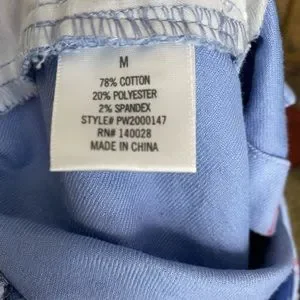 M
78% COTTON
20% POLYESTER
2% SPANDEX
STYLE# PW2000147
RN# 140028
MADE IN CHINA